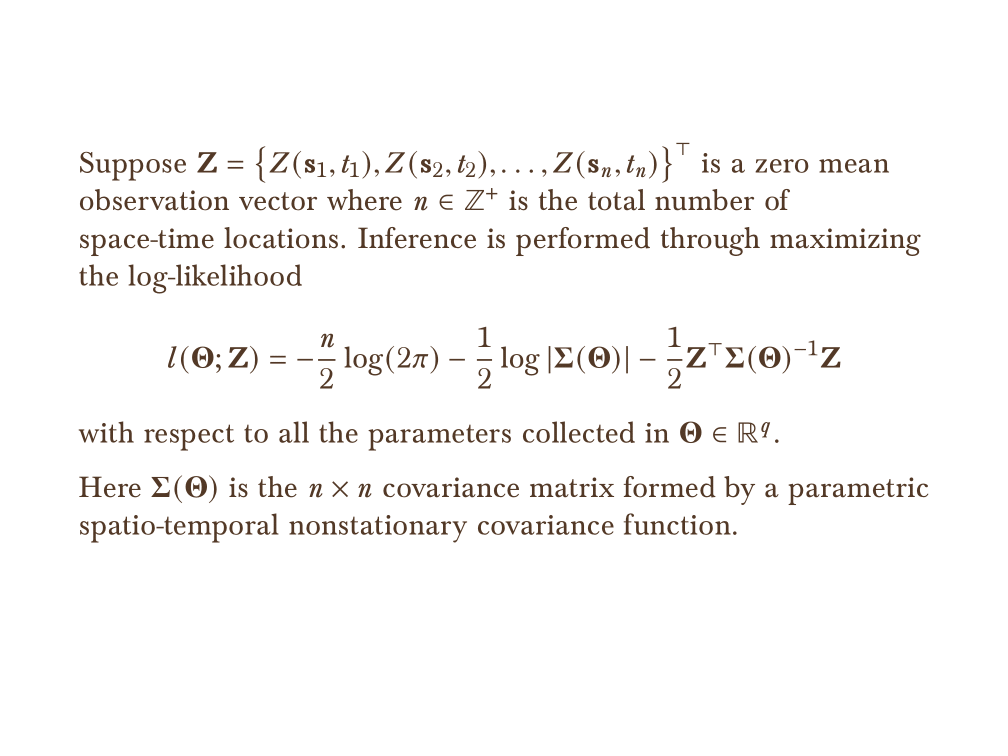 Suppose $\mathbf{Z} = \{Z(\mathbf{s}_1, t_1), Z(\mathbf{s}_2, t_2), \ldots, Z(\mathbf{s}_n, t_n)\}^\top$ is a zero mean
observation vector where $n \in \mathbb{Z}^+$ is the total number of
space-time locations. Inference is performed through maximizing
the log-likelihood
$l(\mathbf{\Theta}; \mathbf{Z}) = -\frac{n}{2} \log(2\pi) - \frac{1}{2} \log |\mathbf{\Sigma}(\mathbf{\Theta})| - \frac{1}{2} \mathbf{Z}^\top \mathbf{\Sigma}(\mathbf{\Theta})^{-1} \mathbf{Z}$
with respect to all the parameters collected in $\mathbf{\Theta} \in \mathbb{R}^q$.
Here $\mathbf{\Sigma}(\mathbf{\Theta})$ is the $n \times n$ covariance matrix formed by a parametric
spatio-temporal nonstationary covariance function.